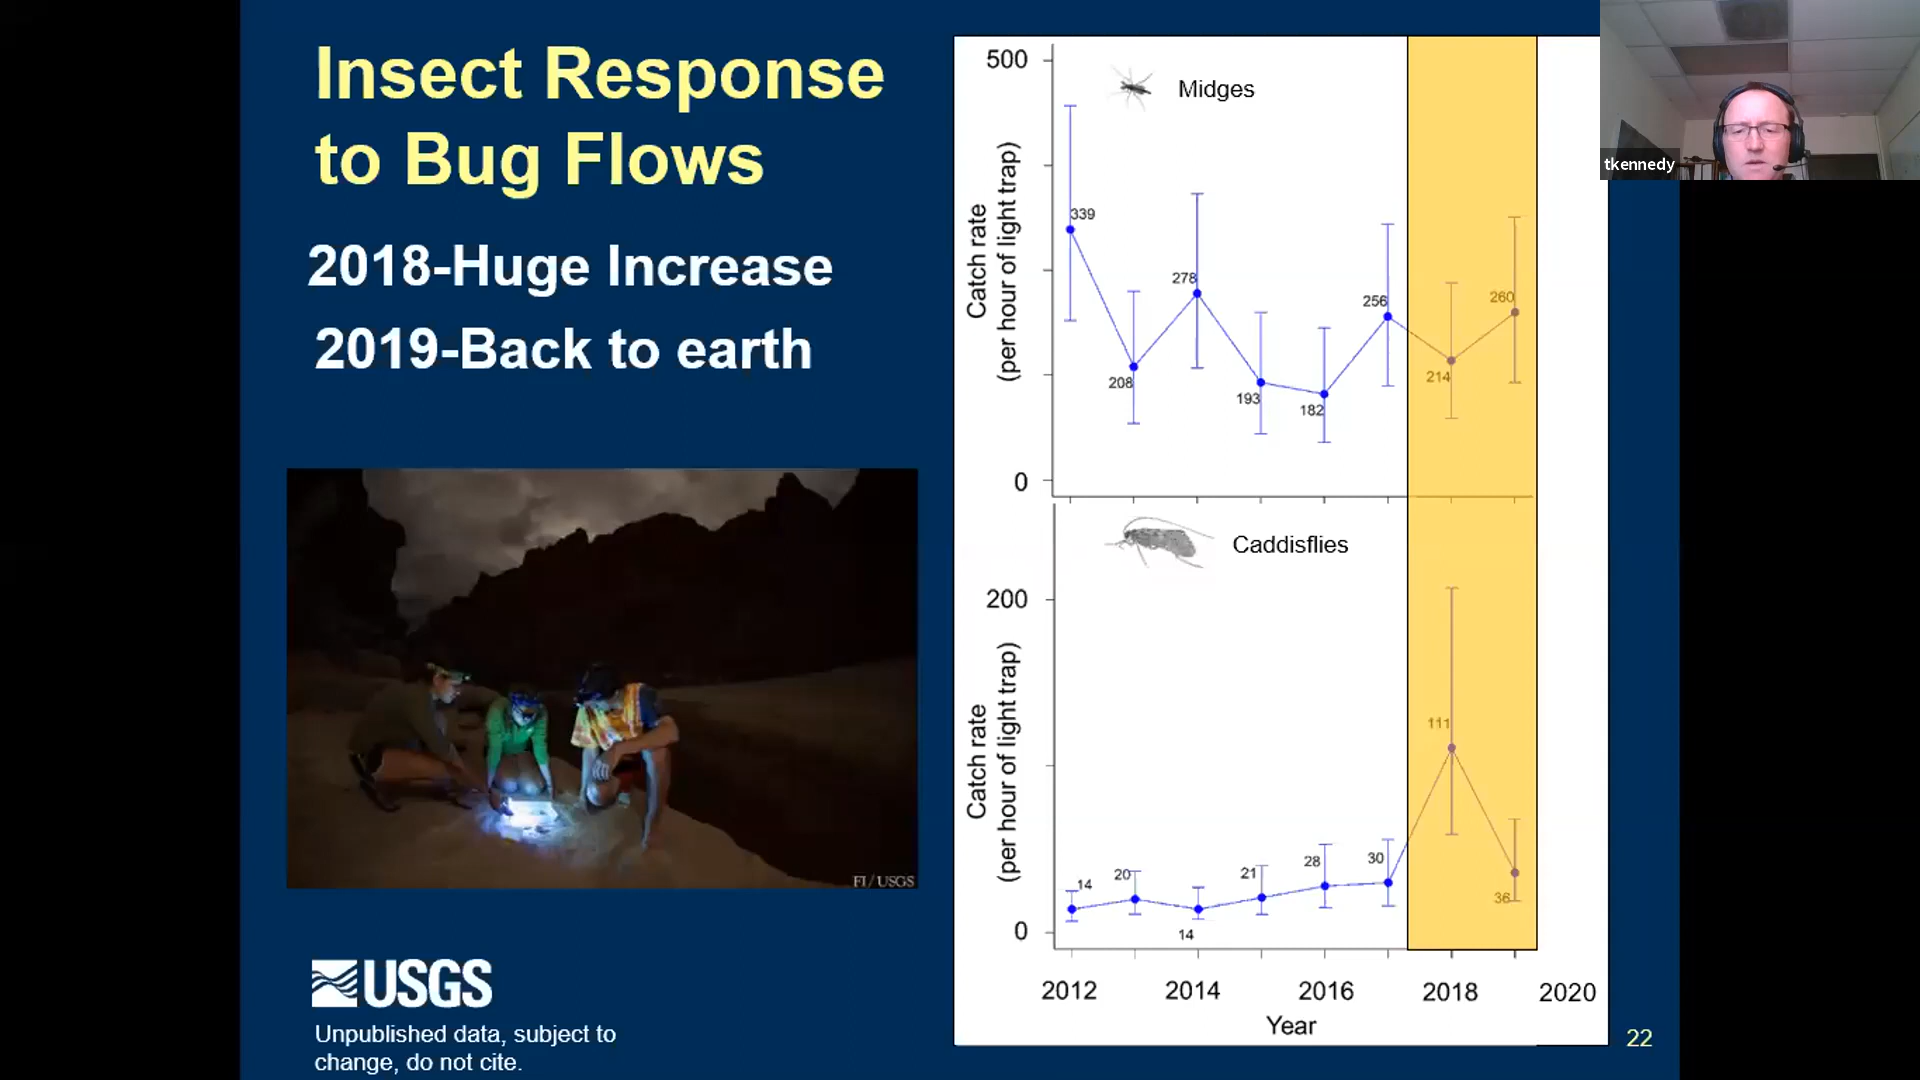 Insect Response
to Bug Flows
2018-Huge Increase
2019-Back to earth
FI / USGS
USGS
Unpublished data, subject to
change, do not cite.
500
Midges
Catch rate
(per hour of light trap)
339
208
278
193
182
256
214
260
0
Caddisflies
200
Catch rate
(per hour of light trap)
14
20
14
21
28
30
111
36
0
2012
2014
2016
2018
2020
Year
22
tkennedy